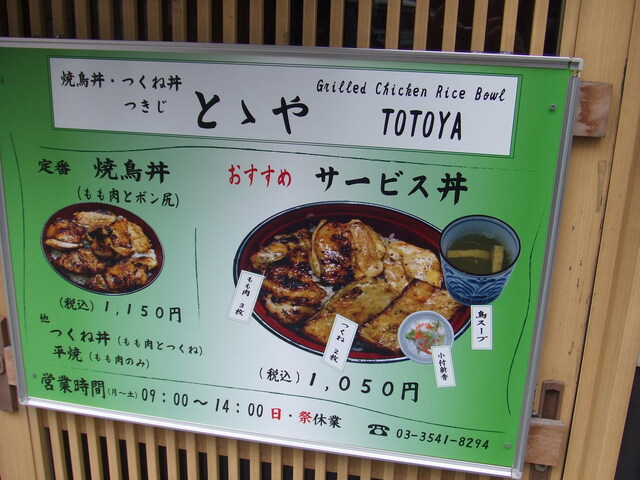 焼鳥丼・つくね丼
つきじ
とゝや
Grilled Chicken Rice Bowl
TOTOYA
定番 焼鳥丼
(もも肉とボン尻)
(税込) 1,150円
他 つくね丼 (もも肉とつくね)
平焼 (もも肉のみ)
おすすめ サービス丼
もも肉 3枚
つくね 2枚
鳥スープ
小付新香
(税込) 1,050円
営業時間 (月〜土) 09:00〜14:00 日・祭休業
☎ 03-3541-8294